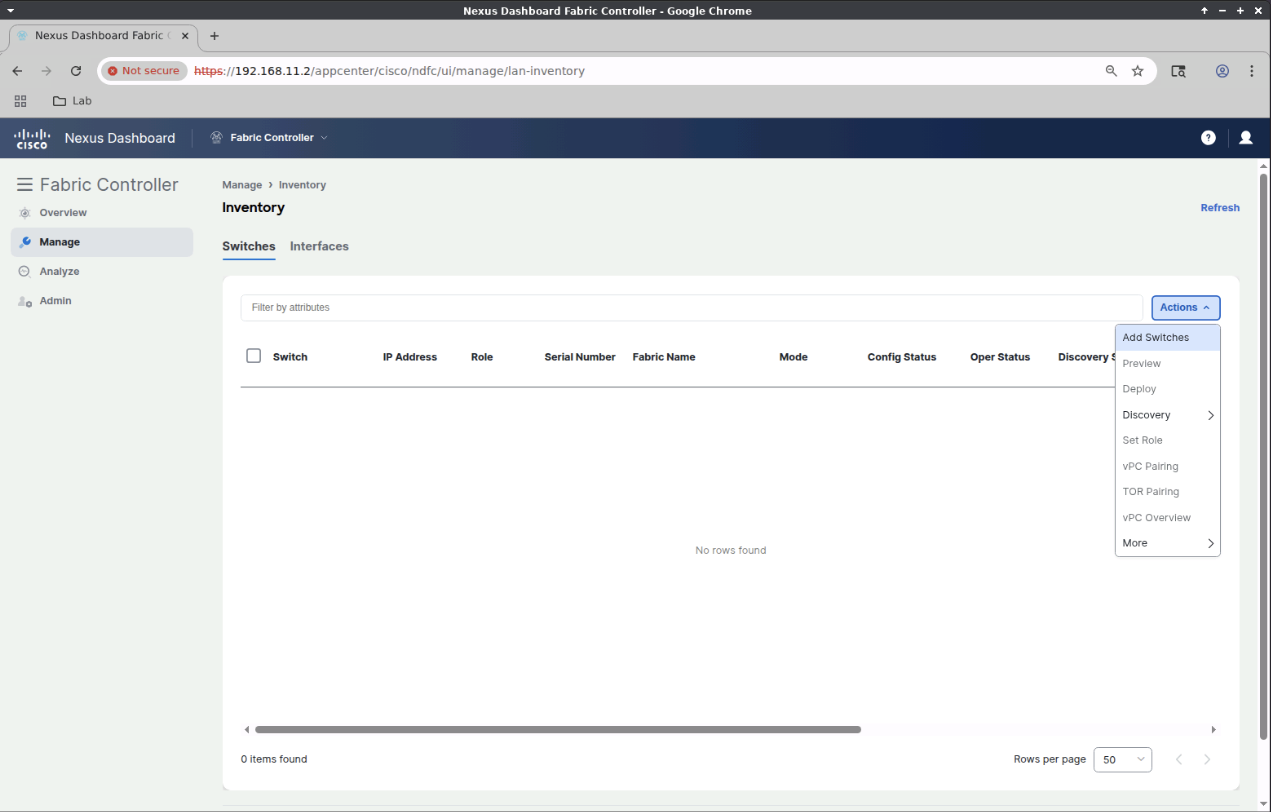 Nexus Dashboard Fabric Controller - Google Chrome
Nexus Dashboard Fabric
Not secure https://192.168.11.2/appcenter/cisco/ndfc/ui/manage/lan-inventory
Lab
CISCO Nexus Dashboard Fabric Controller ?
Fabric Controller
Overview
Manage
Analyze
Admin
Manage > Inventory
Inventory
Refresh
Switches Interfaces
Filter by attributes
Actions
Add Switches
Preview
Deploy
Discovery
Set Role
vPC Pairing
TOR Pairing
vPC Overview
More
Switch IP Address Role Serial Number Fabric Name Mode Config Status Oper Status Discovery S
No rows found
0 items found
Rows per page 50